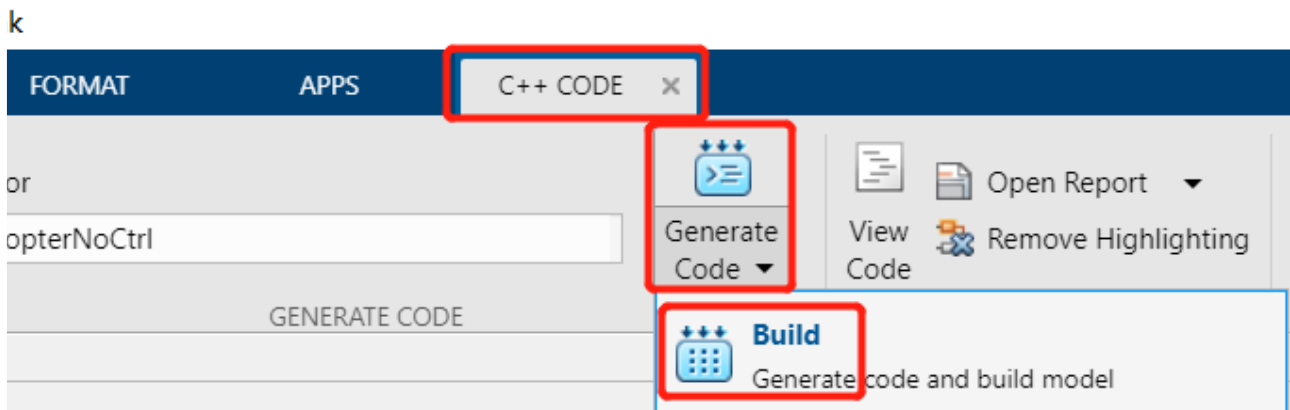 k
FORMAT APPS C++ CODE
or
opterNoCtrl
Generate
Code
View
Code
Open Report
Remove Highlighting
GENERATE CODE
Build
Generate code and build model